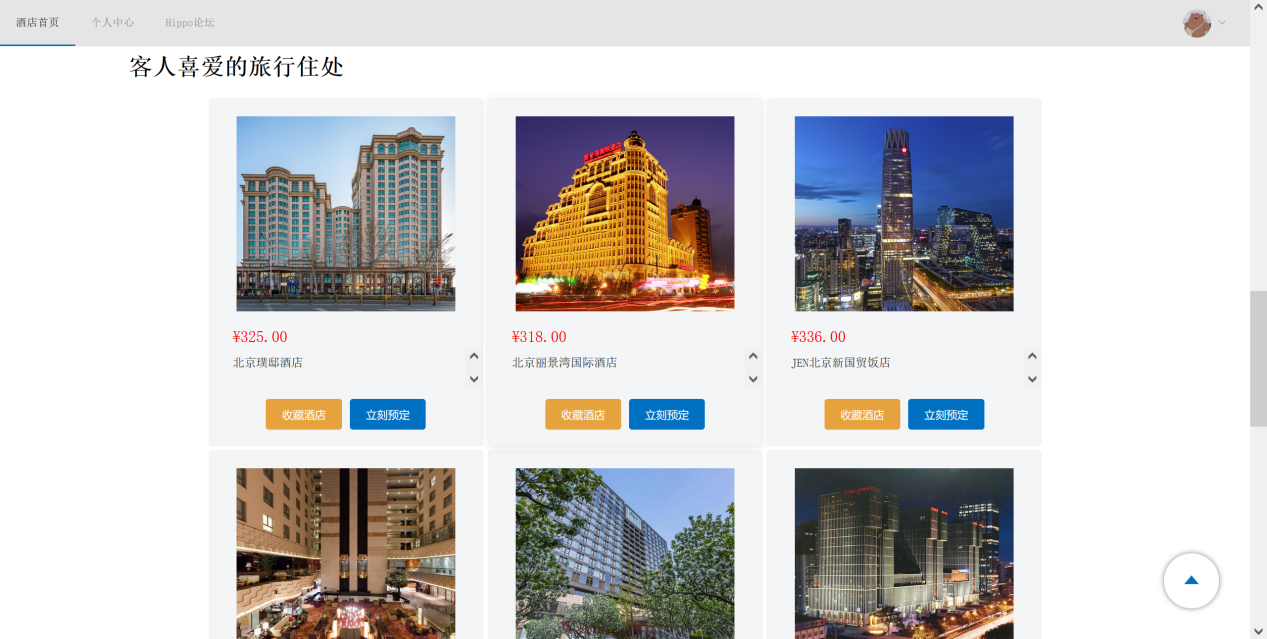 酒店首页 个人中心 Hippo论坛
客人喜爱的旅行住处
¥325.00 ¥318.00 ¥336.00
北京璞邸酒店 北京丽景湾国际酒店 JEN北京新国贸饭店
收藏酒店 立刻预定 收藏酒店 立刻预定 收藏酒店 立刻预定